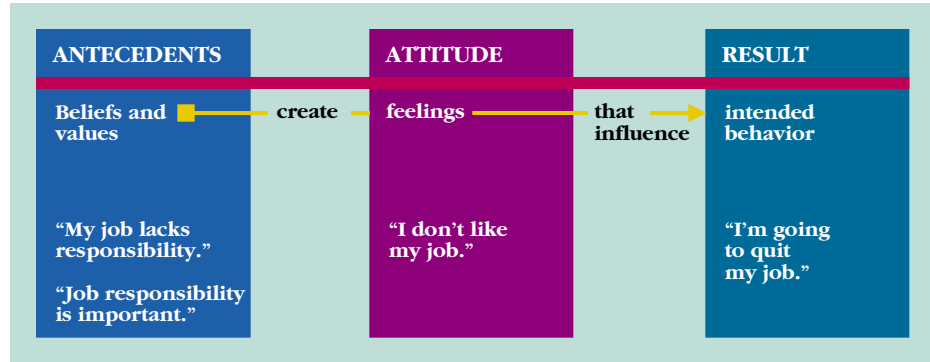 ANTECEDENTS
Beliefs and
values
create
“My job lacks
responsibility.”
“Job responsibility
is important.”
ATTITUDE
feelings
that
influence
“I don’t like
my job.”
RESULT
intended
behavior
“I’m going
to quit
my job.”